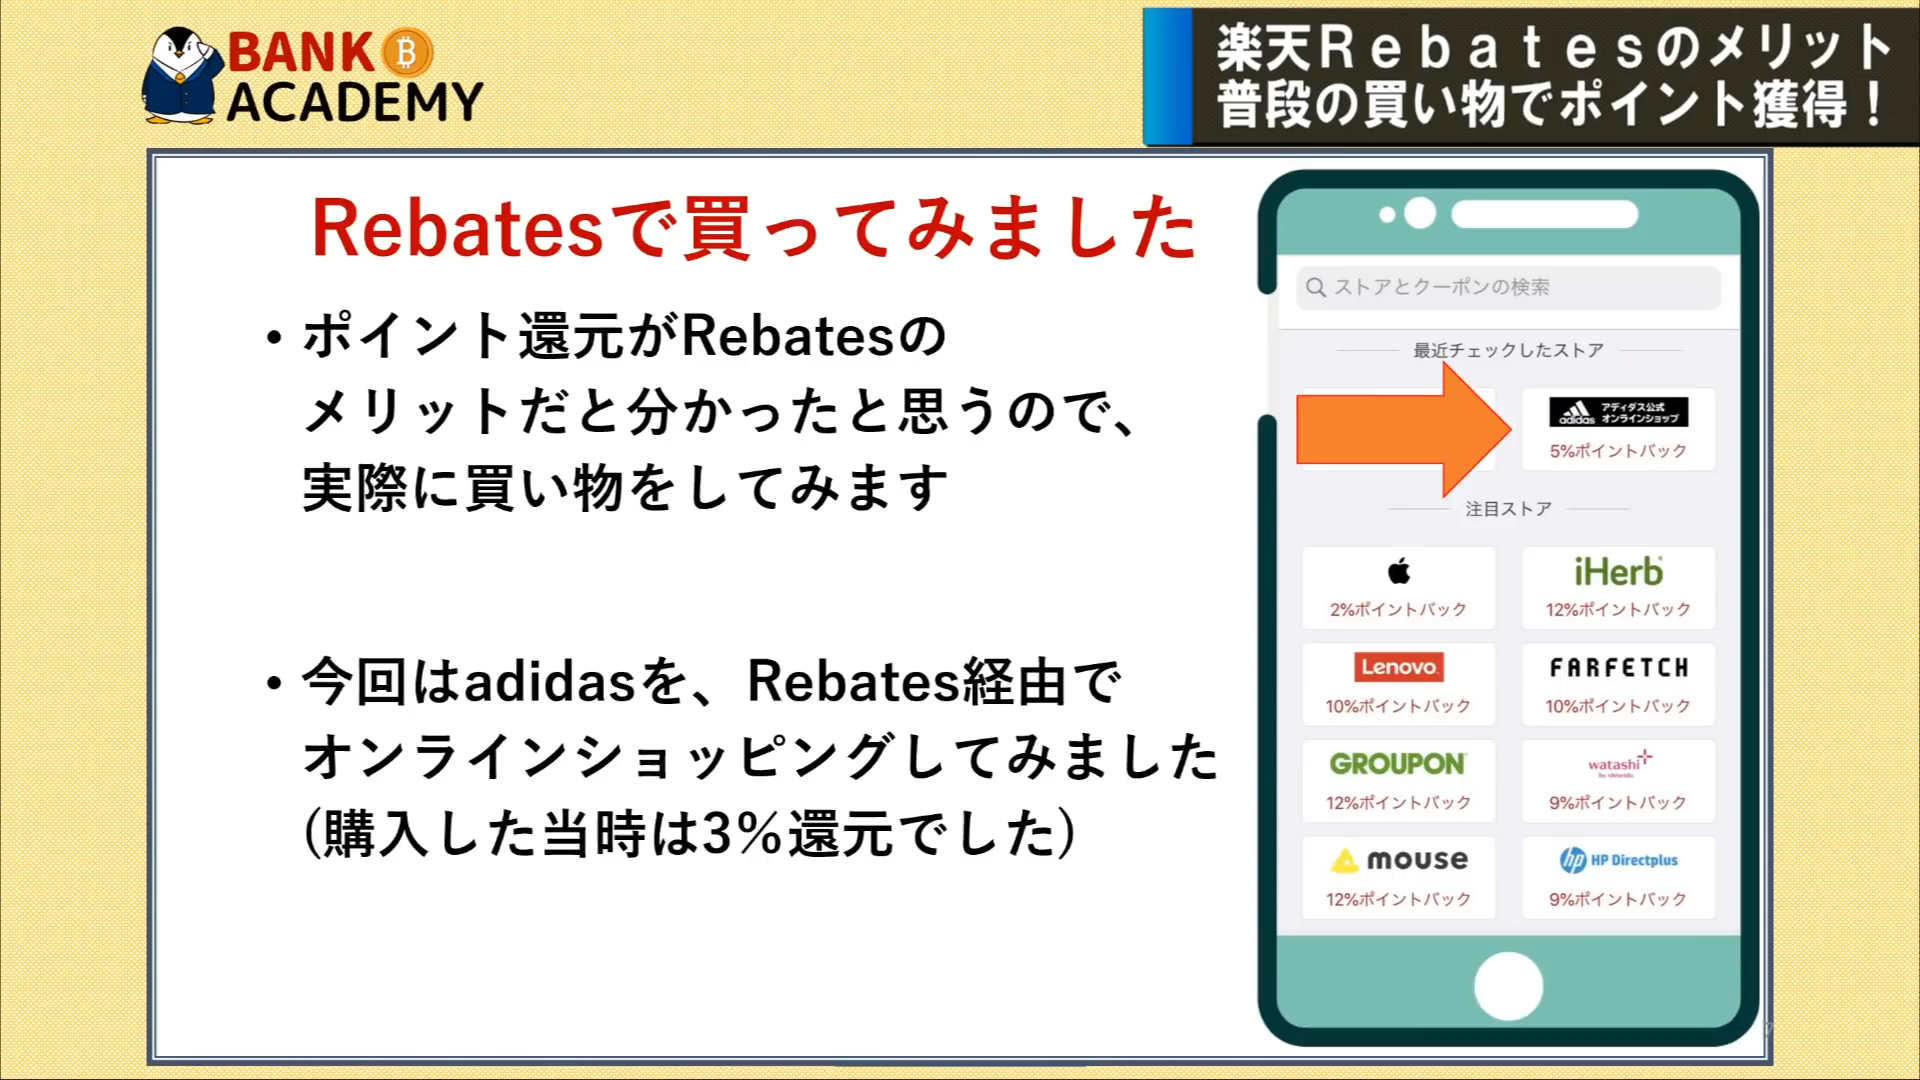 BANK
ACADEMY
楽天Ｒｅｂａｔｅｓのメリット
普段の買い物でポイント獲得！
Rebatesで買ってみました
・ポイント還元がRebatesの
メリットだと分かったと思うので、
実際に買い物をしてみます
・今回はadidasを、Rebates経由で
オンラインショッピングしてみました
(購入した当時は3％還元でした)
ストアとクーポンの検索
最近チェックしたストア
adidas アディダス公式
オンラインショップ
5%ポイントバック
注目ストア
2%ポイントバック
iHerb
12%ポイントバック
Lenovo
10%ポイントバック
FARFETCH
10%ポイントバック
GROUPON
12%ポイントバック
watashi+
by shiseido
9%ポイントバック
mouse
12%ポイントバック
hp HP Directplus
9%ポイントバック